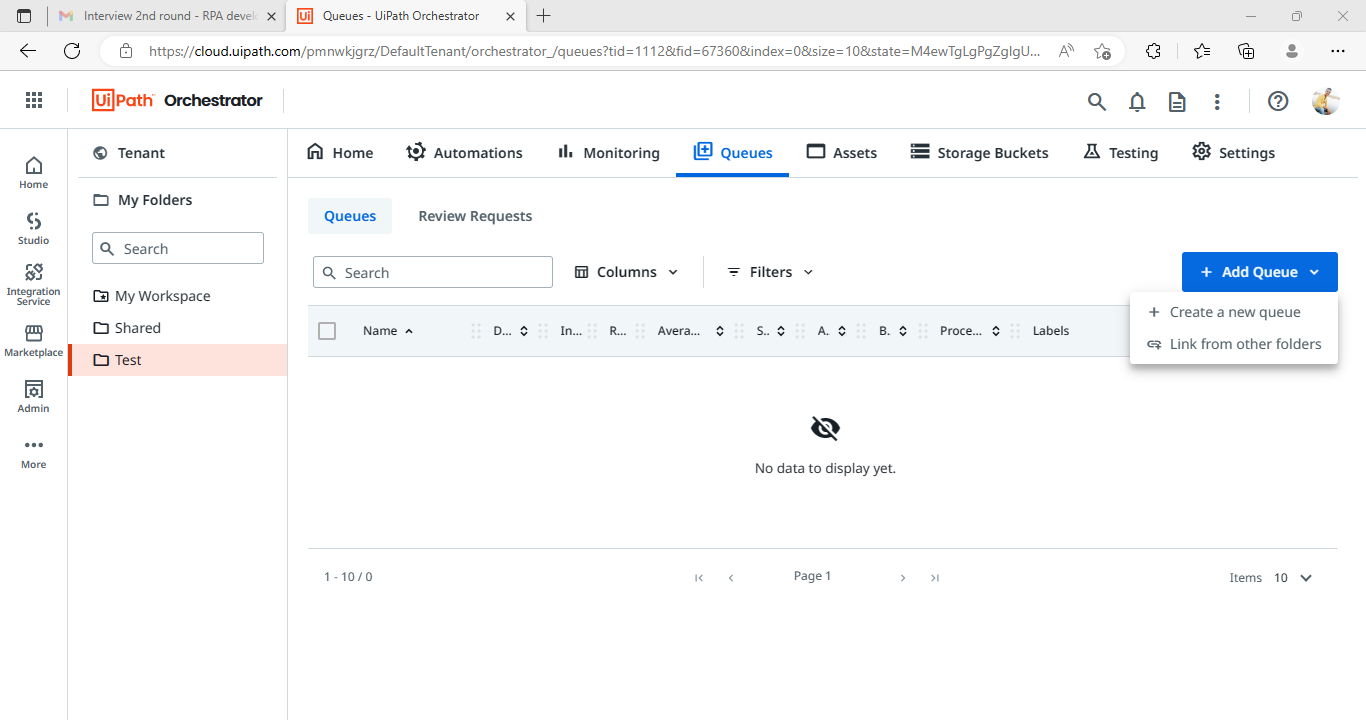 Interview 2nd round - RPA devel
Queues - UiPath Orchestrator
https://cloud.uipath.com/pmnwkjgrz/DefaultTenant/orchestrator_/queues?tid=1112&fid=67360&index=0&size=10&state=M4ewTgLgPgZglgU...
UiPath Orchestrator
Home
Studio
Integration
Service
Marketplace
Admin
More
Tenant
My Folders
Search
My Workspace
Shared
Test
Home Automations Monitoring Queues Assets Storage Buckets Testing Settings
Queues Review Requests
Search Columns Filters + Add Queue
+ Create a new queue
Link from other folders
Name D... In... R... Avera... S.. A. B. Proce... Labels
No data to display yet.
1 - 10 / 0 Page 1 Items 10